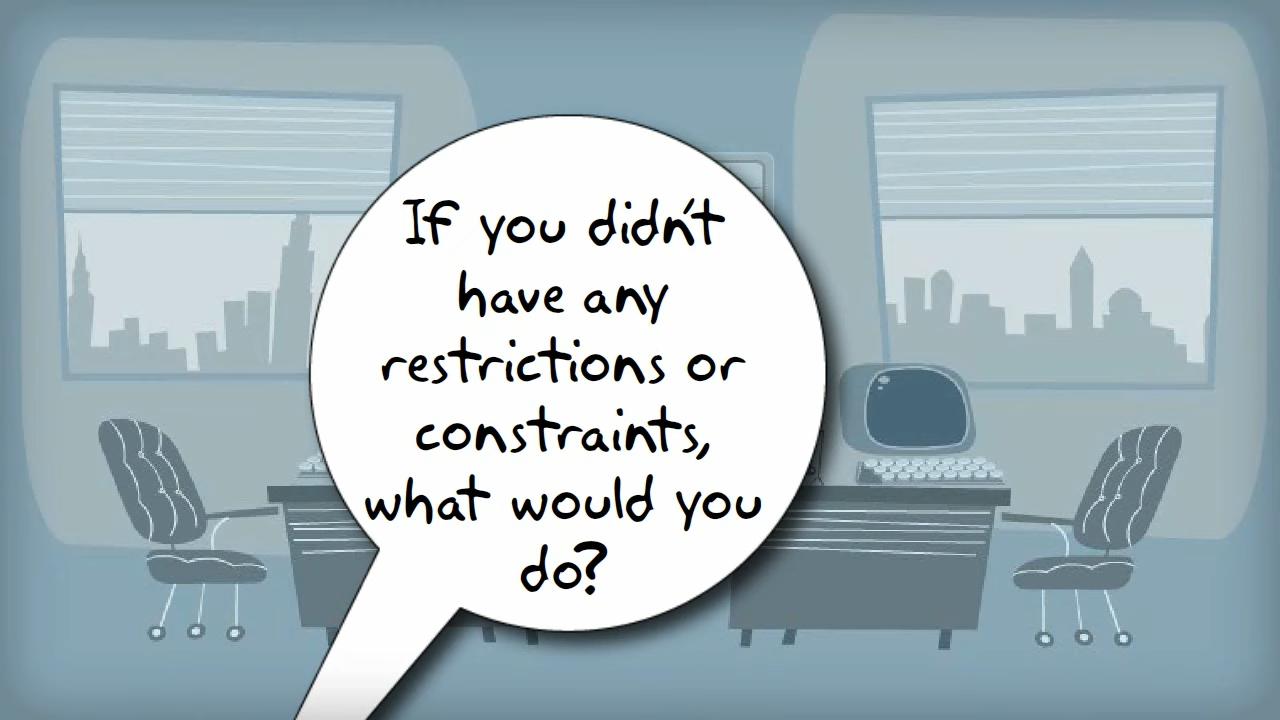 If you didn't
have any
restrictions or
constraints,
what would you
do?